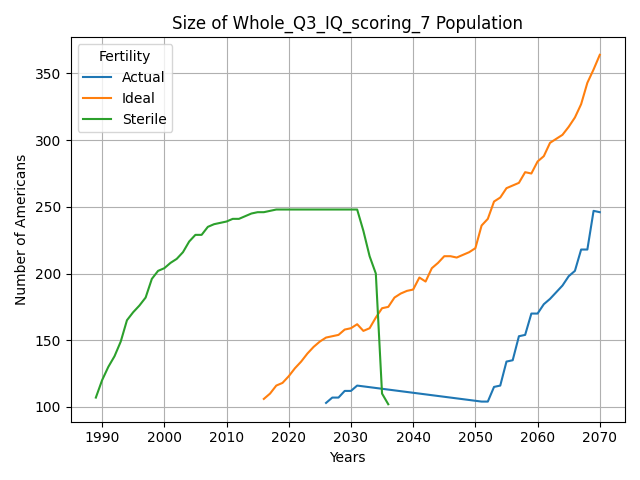 Size of Whole_Q3_IQ_scoring_7 Population
Fertility
Actual
Ideal
Sterile
Number of Americans
350
300
250
200
150
100
1990 2000 2010 2020 2030 2040 2050 2060 2070
Years